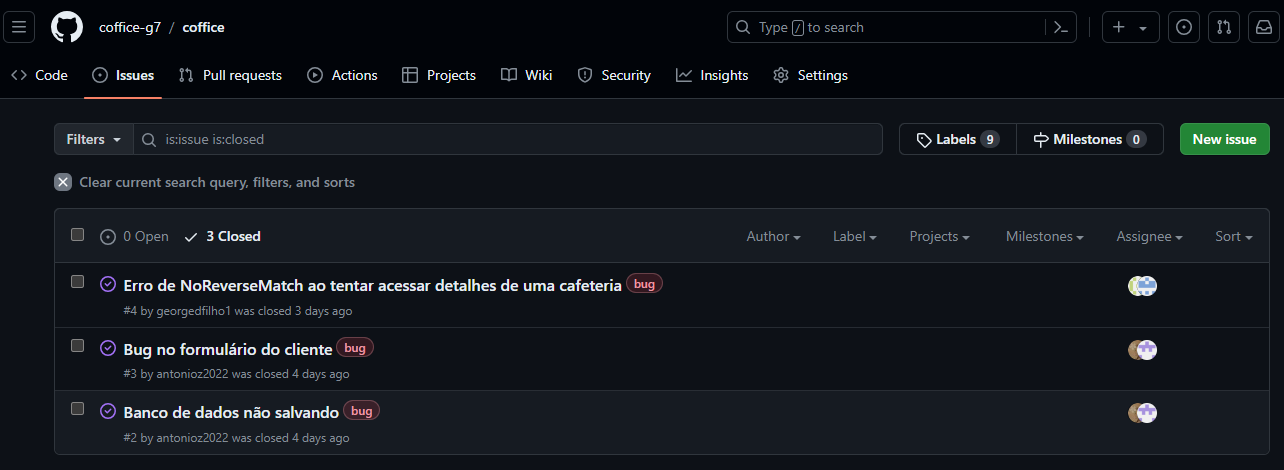 coffice-g7 / coffice
Type / to search
Code Issues Pull requests Actions Projects Wiki Security Insights Settings
Filters is:issue is:closed Labels 9 Milestones 0 New issue
Clear current search query, filters, and sorts
0 Open 3 Closed Author Label Projects Milestones Assignee Sort
Erro de NoReverseMatch ao tentar acessar detalhes de uma cafeteria bug
#4 by georgedfilho1 was closed 3 days ago
Bug no formulário do cliente bug
#3 by antonioz2022 was closed 4 days ago
Banco de dados não salvando bug
#2 by antonioz2022 was closed 4 days ago